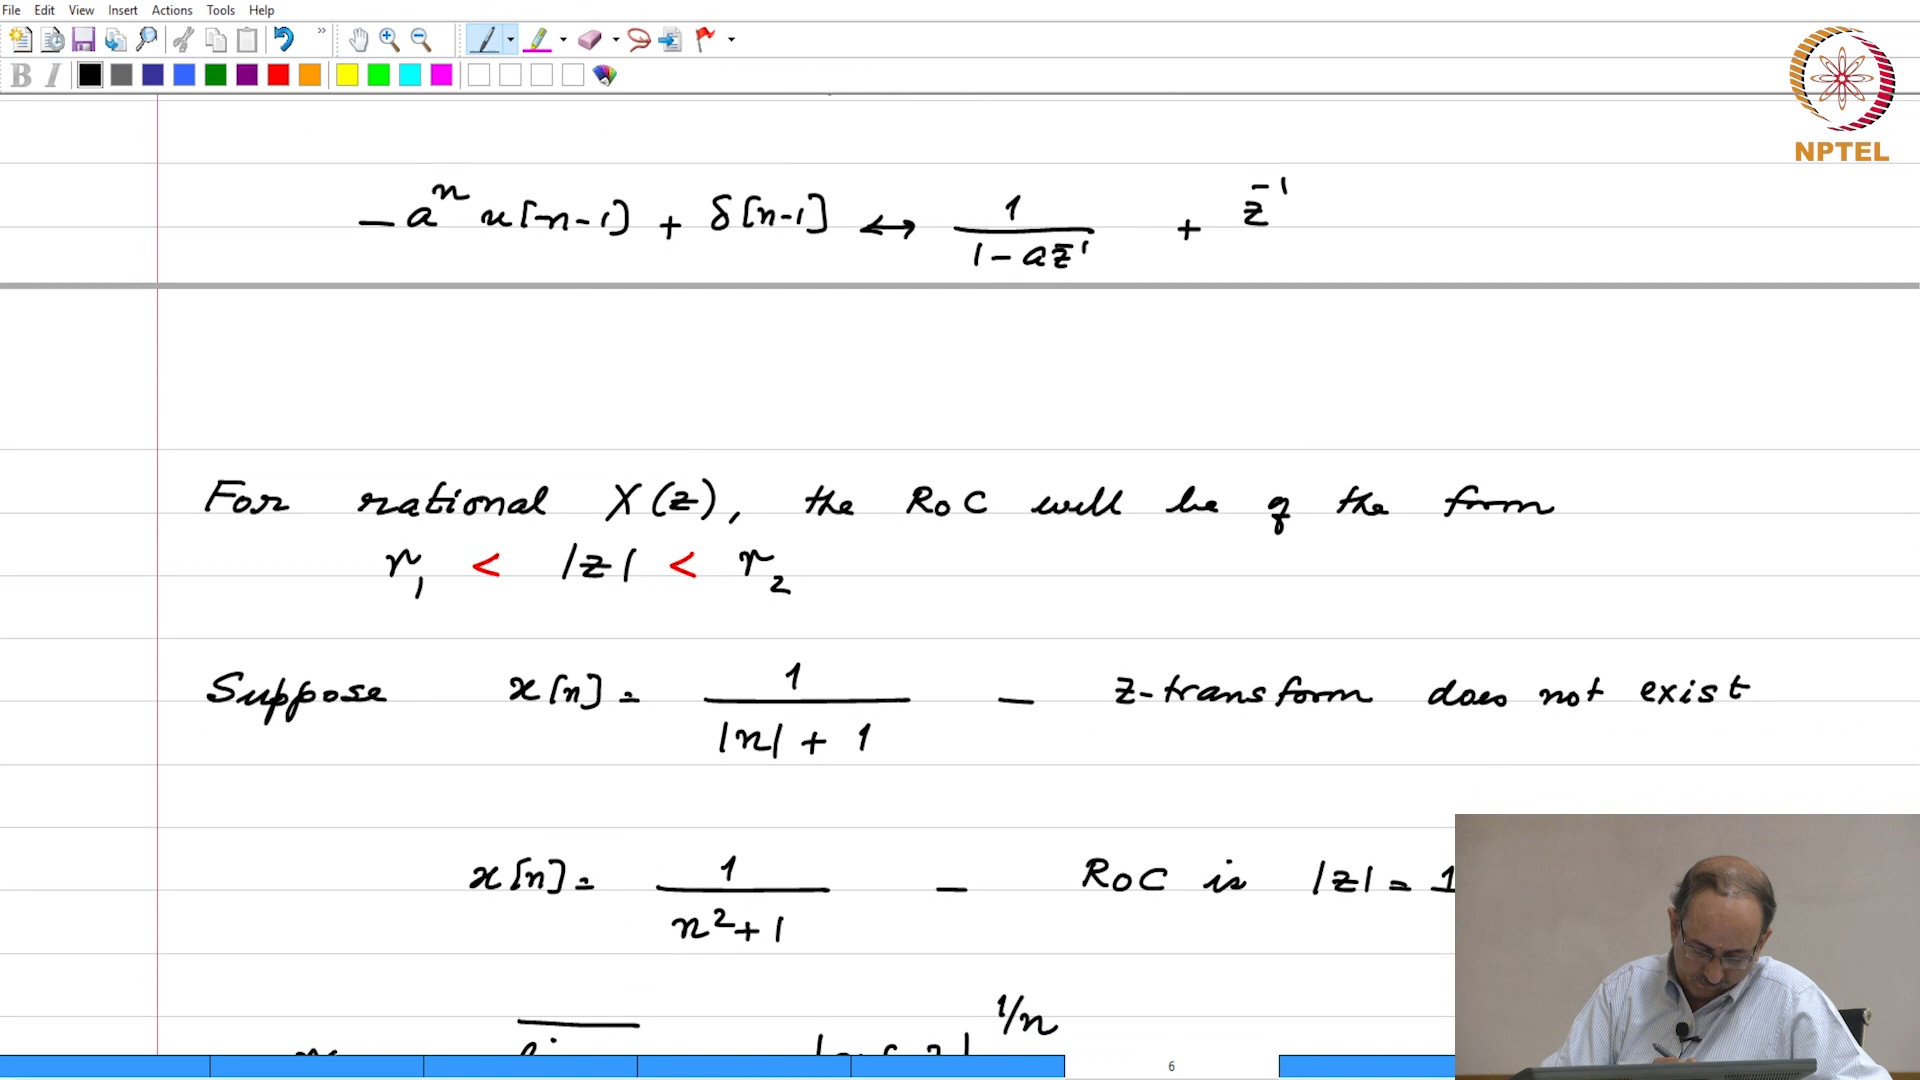 File Edit View Insert Actions Tools Help
B I
NPTEL
- aⁿ u[-n-1] + δ[n-1] ↔ 1/(1 - az⁻¹) + z⁻¹
For rational X(z), the RoC will be of the form
r₁ < |z| < r₂
Suppose x[n] = 1/(|n| + 1) — z-transform does not exist
x[n] = 1/(n² + 1) — RoC is |z| = 1
1/n
6